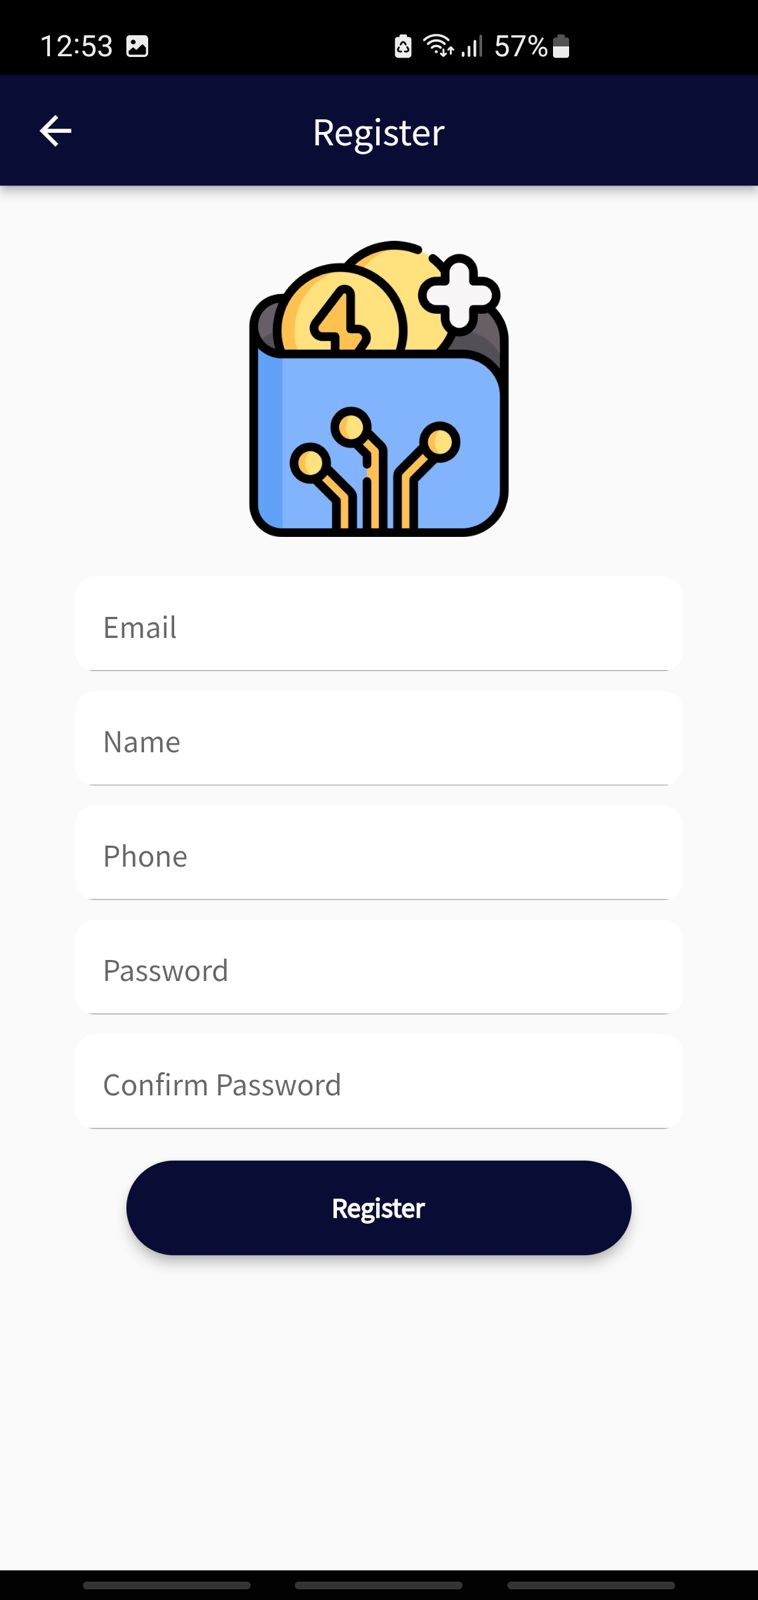 12:53 57%
Register
Email
Name
Phone
Password
Confirm Password
Register